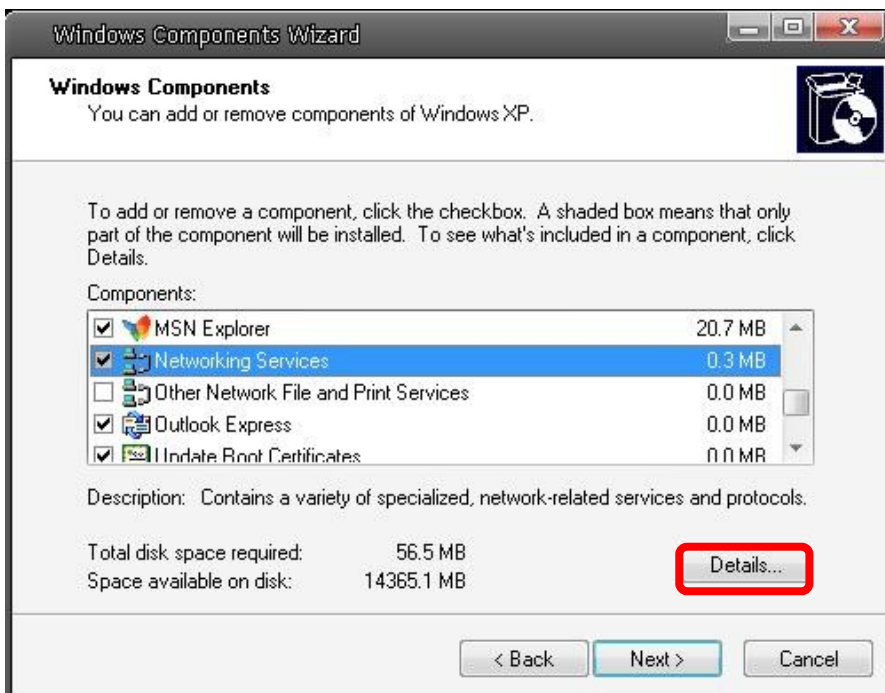 Windows Components Wizard
Windows Components
You can add or remove components of Windows XP.
To add or remove a component, click the checkbox. A shaded box means that only
part of the component will be installed. To see what's included in a component, click
Details.
Components:
MSN Explorer 20.7 MB
Networking Services 0.3 MB
Other Network File and Print Services 0.0 MB
Outlook Express 0.0 MB
Update Root Certificates 0.0 MB
Description: Contains a variety of specialized, network-related services and protocols.
Total disk space required: 56.5 MB
Space available on disk: 14365.1 MB
Details...
< Back Next > Cancel